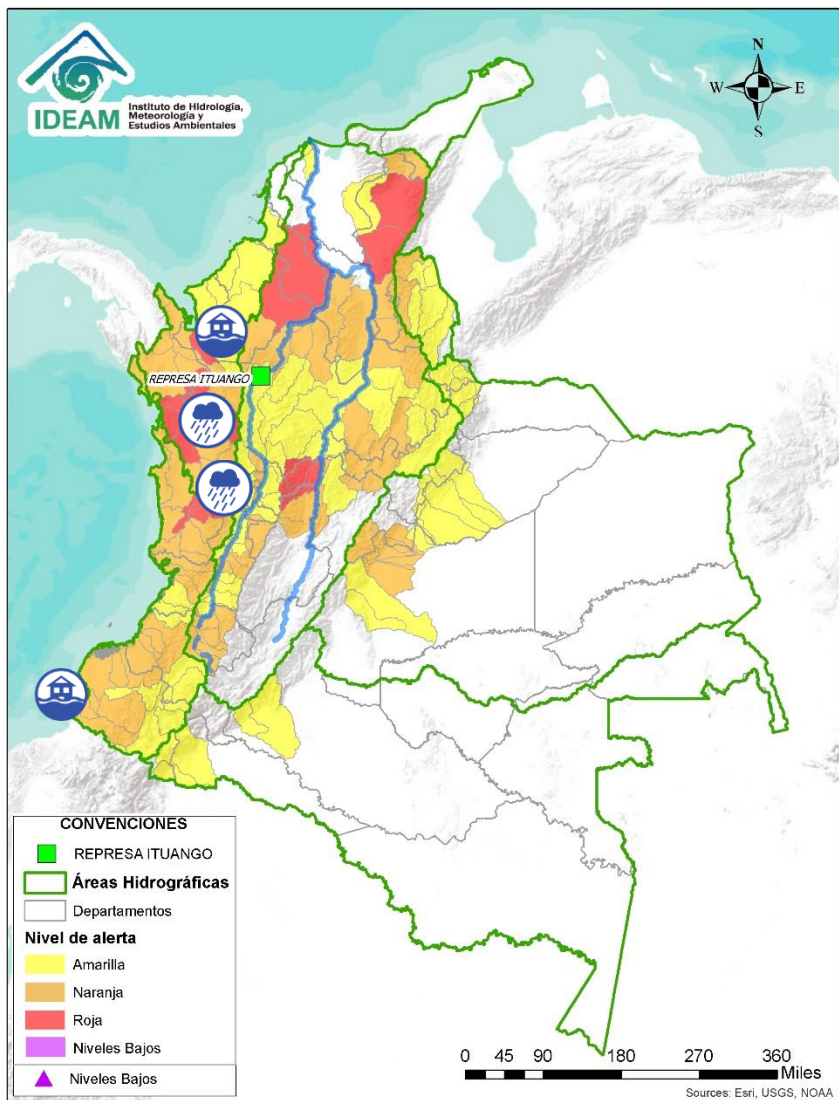 IDEAM
Instituto de Hidrología,
Meteorología y
Estudios Ambientales
N
W E
S
REPRESA ITUANGO
CONVENCIONES
REPRESA ITUANGO
Áreas Hidrográficas
Departamentos
Nivel de alerta
Amarilla
Naranja
Roja
Niveles Bajos
Niveles Bajos
0 45 90 180 270 360
Miles
Sources: Esri, USGS, NOAA